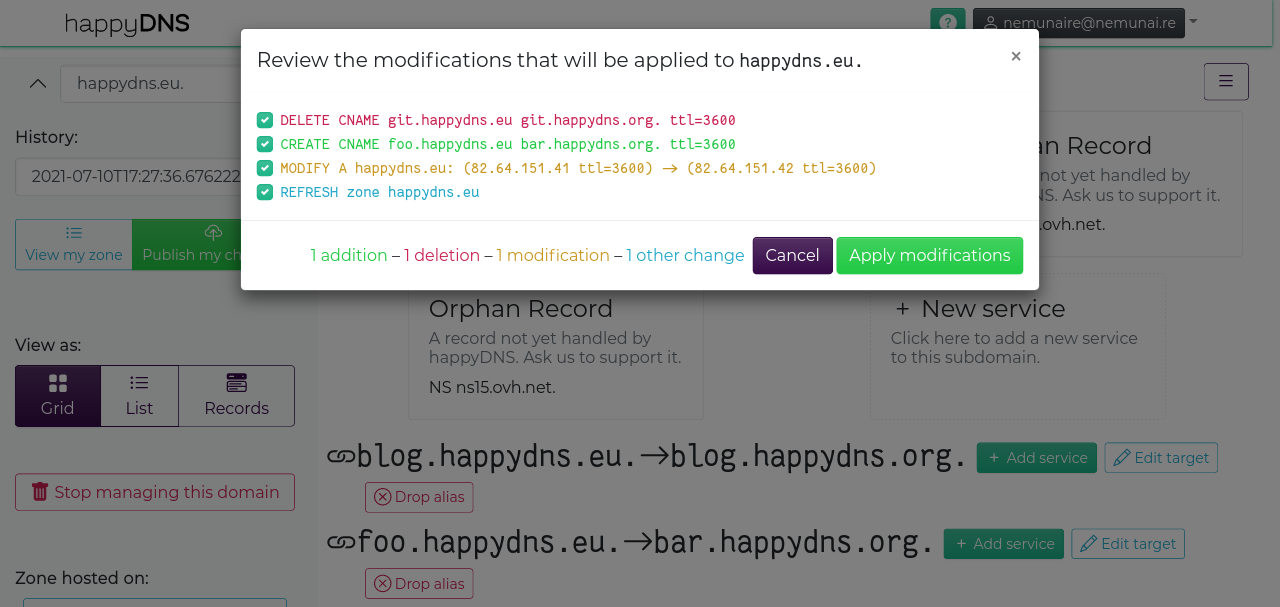 happyDNS
?
nemunaire@nemunai.re
happydns.eu.
Review the modifications that will be applied to happydns.eu.
×
DELETE CNAME git.happydns.eu git.happydns.org. ttl=3600
CREATE CNAME foo.happydns.eu bar.happydns.org. ttl=3600
MODIFY A happydns.eu: (82.64.151.41 ttl=3600) → (82.64.151.42 ttl=3600)
REFRESH zone happydns.eu
1 addition – 1 deletion – 1 modification – 1 other change
Cancel
Apply modifications
History:
2021-07-10T17:27:36.676222
View my zone
Publish my ch
View as:
Grid
List
Records
Stop managing this domain
Zone hosted on:
an Record
not yet handled by
NS. Ask us to support it.
.ovh.net.
Orphan Record
A record not yet handled by
happyDNS. Ask us to support it.
NS ns15.ovh.net.
+ New service
Click here to add a new service
to this subdomain.
blog.happydns.eu.→blog.happydns.org.
+ Add service
Edit target
Drop alias
foo.happydns.eu.→bar.happydns.org.
+ Add service
Edit target
Drop alias